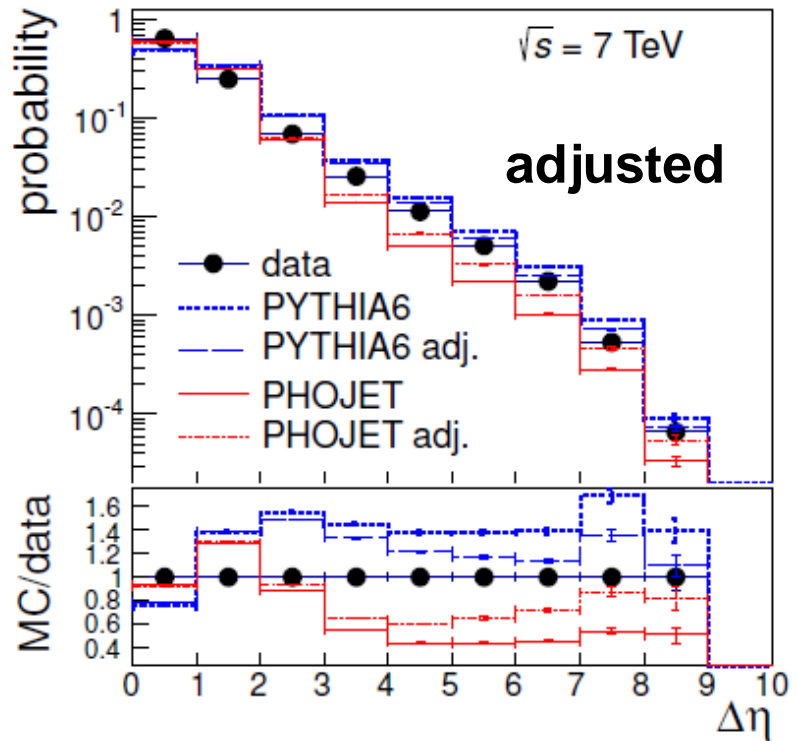 probability
1
10⁻¹
10⁻²
10⁻³
10⁻⁴
√s = 7 TeV
adjusted
data
PYTHIA6
PYTHIA6 adj.
PHOJET
PHOJET adj.
MC/data
1.6
1.4
1.2
1
0.8
0.6
0.4
0 1 2 3 4 5 6 7 8 9 10
Δη